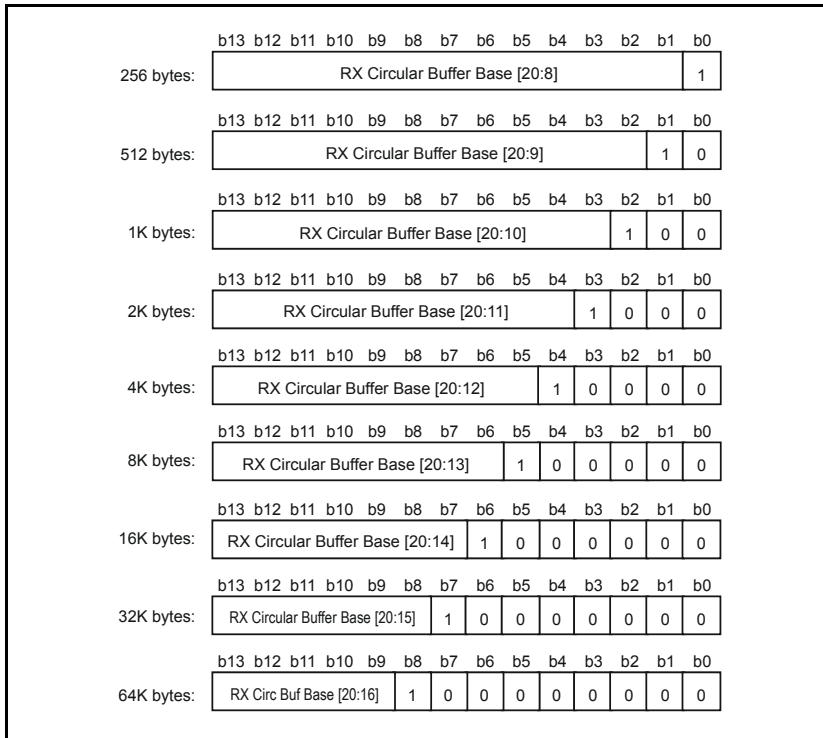 b13 b12 b11 b10 b9 b8 b7 b6 b5 b4 b3 b2 b1 b0
256 bytes: RX Circular Buffer Base [20:8] 1
b13 b12 b11 b10 b9 b8 b7 b6 b5 b4 b3 b2 b1 b0
512 bytes: RX Circular Buffer Base [20:9] 1 0
b13 b12 b11 b10 b9 b8 b7 b6 b5 b4 b3 b2 b1 b0
1K bytes: RX Circular Buffer Base [20:10] 1 0 0
b13 b12 b11 b10 b9 b8 b7 b6 b5 b4 b3 b2 b1 b0
2K bytes: RX Circular Buffer Base [20:11] 1 0 0 0
b13 b12 b11 b10 b9 b8 b7 b6 b5 b4 b3 b2 b1 b0
4K bytes: RX Circular Buffer Base [20:12] 1 0 0 0 0
b13 b12 b11 b10 b9 b8 b7 b6 b5 b4 b3 b2 b1 b0
8K bytes: RX Circular Buffer Base [20:13] 1 0 0 0 0 0
b13 b12 b11 b10 b9 b8 b7 b6 b5 b4 b3 b2 b1 b0
16K bytes: RX Circular Buffer Base [20:14] 1 0 0 0 0 0 0
b13 b12 b11 b10 b9 b8 b7 b6 b5 b4 b3 b2 b1 b0
32K bytes: RX Circular Buffer Base [20:15] 1 0 0 0 0 0 0 0
b13 b12 b11 b10 b9 b8 b7 b6 b5 b4 b3 b2 b1 b0
64K bytes: RX Circ Buf Base [20:16] 1 0 0 0 0 0 0 0 0